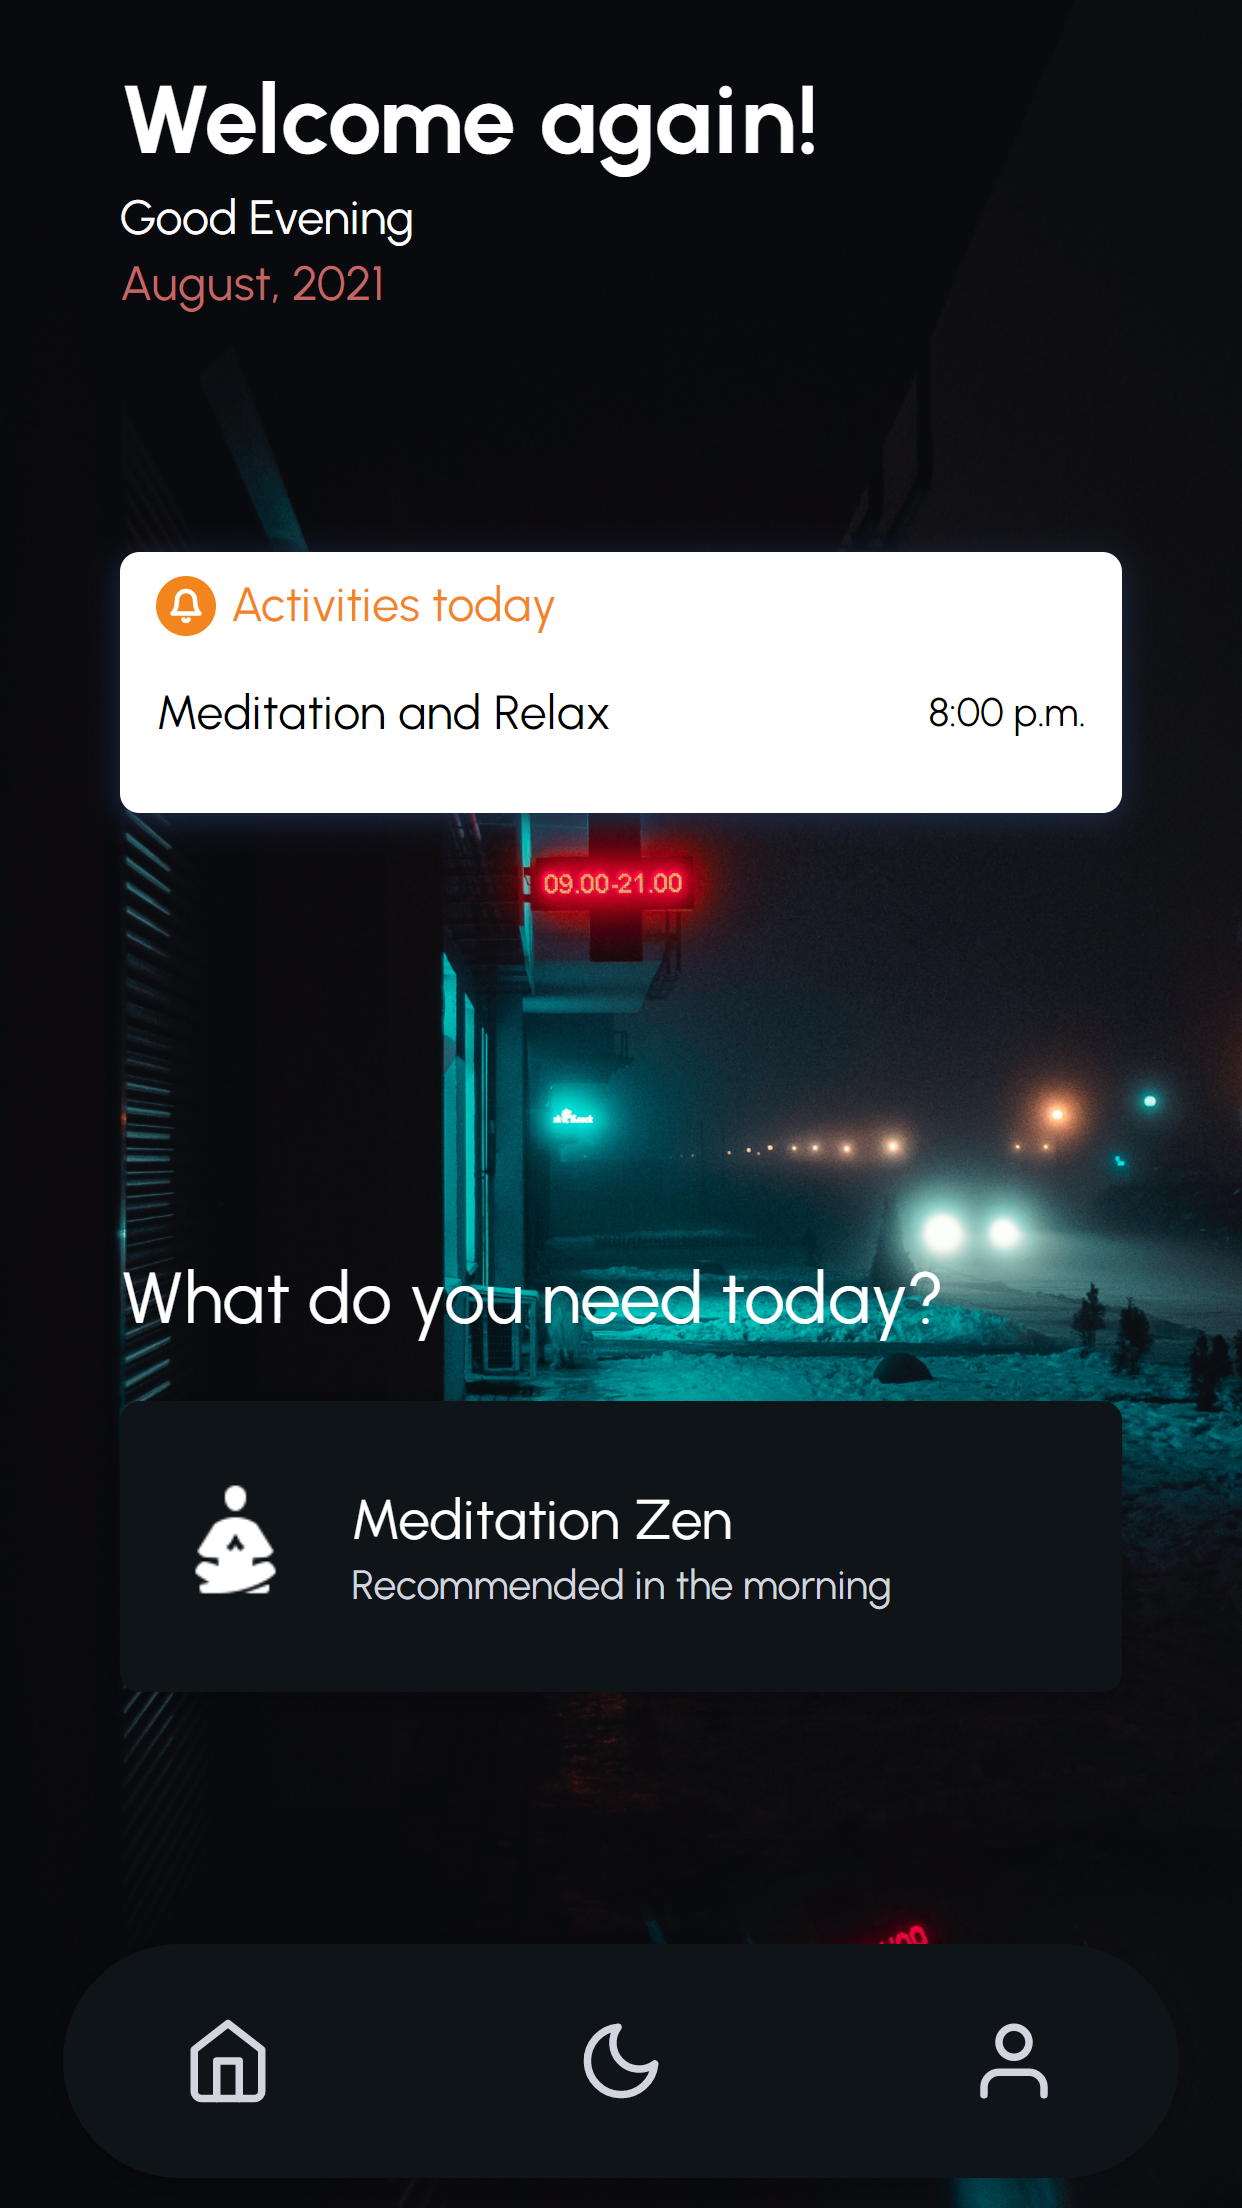 Welcome again!
Good Evening
August, 2021
Activities today
Meditation and Relax 8:00 p.m.
09.00-21.00
What do you need today?
Meditation Zen
Recommended in the morning